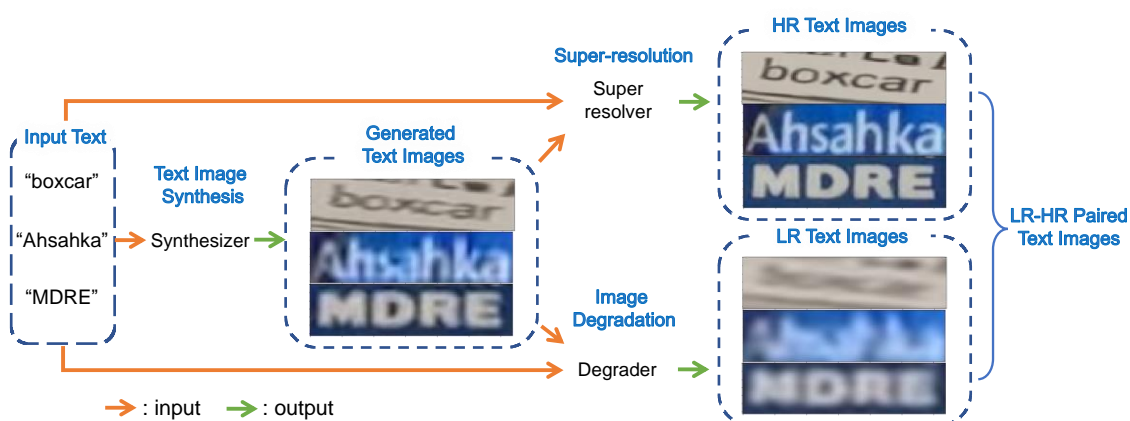 HR Text Images
Super-resolution
Super
resolver
boxcar
Ahsahka
MDRE
Input Text
"boxcar"
"Ahsahka"
"MDRE"
Text Image
Synthesis
Synthesizer
Generated
Text Images
boxcar
Ahsahka
MDRE
LR-HR Paired
Text Images
LR Text Images
Image
Degradation
Degrader
Ahsahka
MDRE
: input
: output